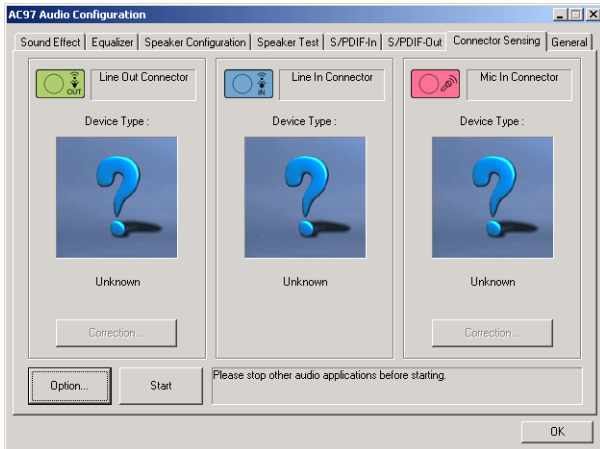 AC97 Audio Configuration
Sound Effect Equalizer Speaker Configuration Speaker Test S/PDIF-In S/PDIF-Out Connector Sensing General
OUT Line Out Connector
IN Line In Connector
Mic In Connector
Device Type : Device Type : Device Type :
Unknown Unknown Unknown
Correction... Correction...
Option... Start Please stop other audio applications before starting.
OK